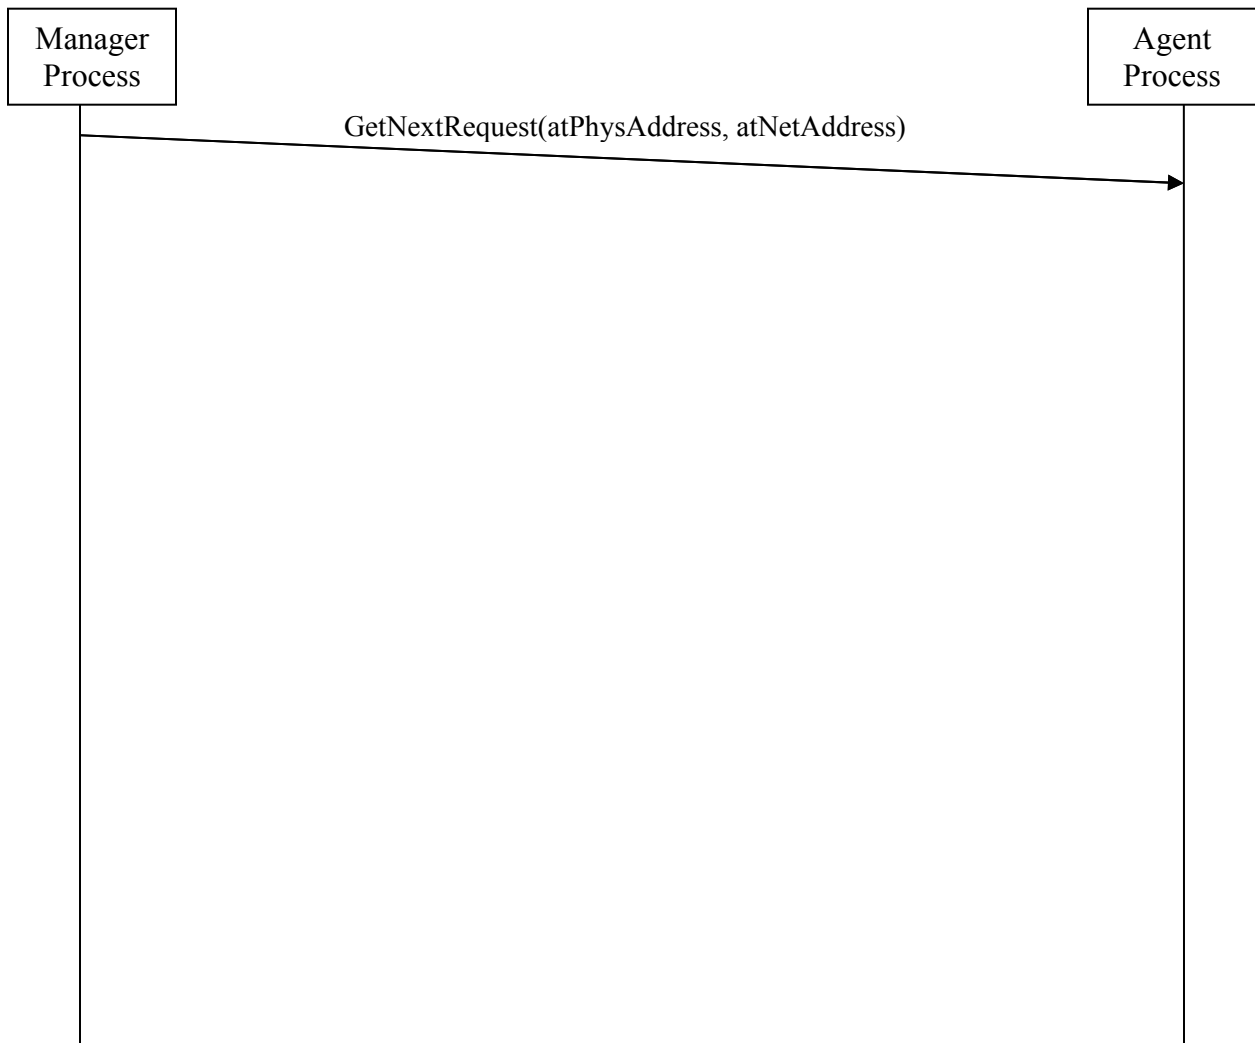 Manager
Process
Agent
Process
GetNextRequest(atPhysAddress, atNetAddress)